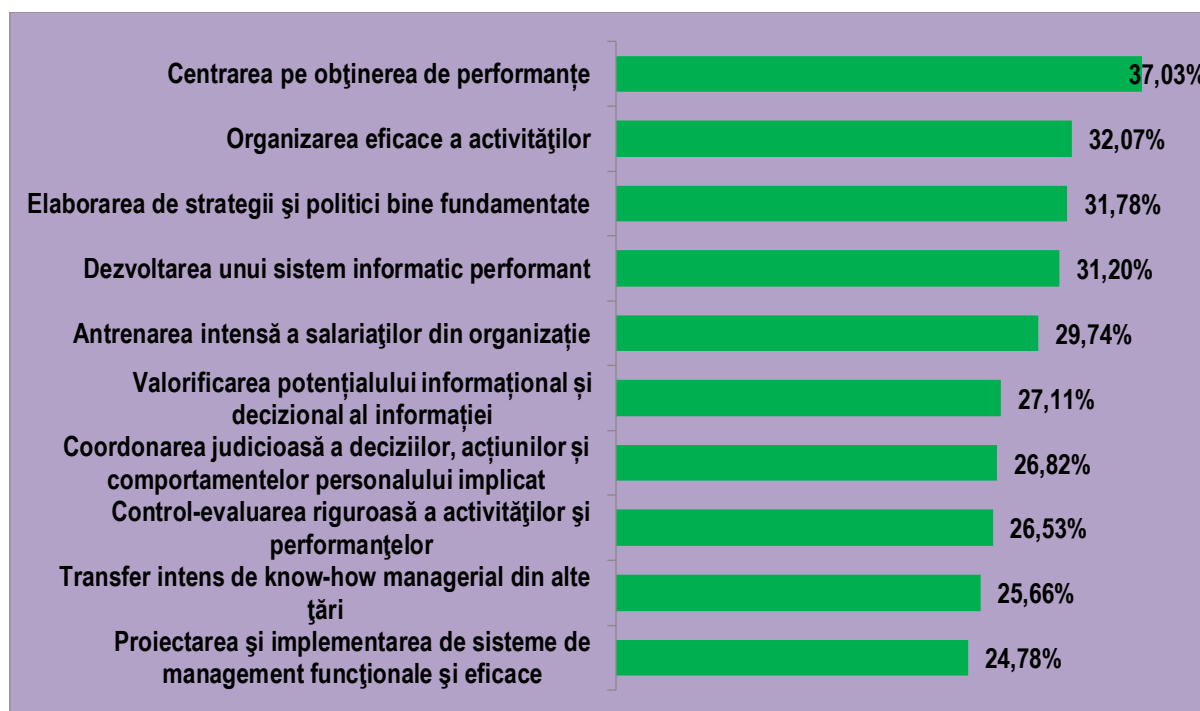 Centrarea pe obţinerea de performanțe
37,03%
Organizarea eficace a activităţilor
32,07%
Elaborarea de strategii şi politici bine fundamentate
31,78%
Dezvoltarea unui sistem informatic performant
31,20%
Antrenarea intensă a salariaţilor din organizație
29,74%
Valorificarea potențialului informațional și
decizional al informației
27,11%
Coordonarea judicioasă a deciziilor, acțiunilor și
comportamentelor personalului implicat
26,82%
Control-evaluarea riguroasă a activităţilor şi
performanţelor
26,53%
Transfer intens de know-how managerial din alte
ţări
25,66%
Proiectarea şi implementarea de sisteme de
management funcţionale şi eficace
24,78%